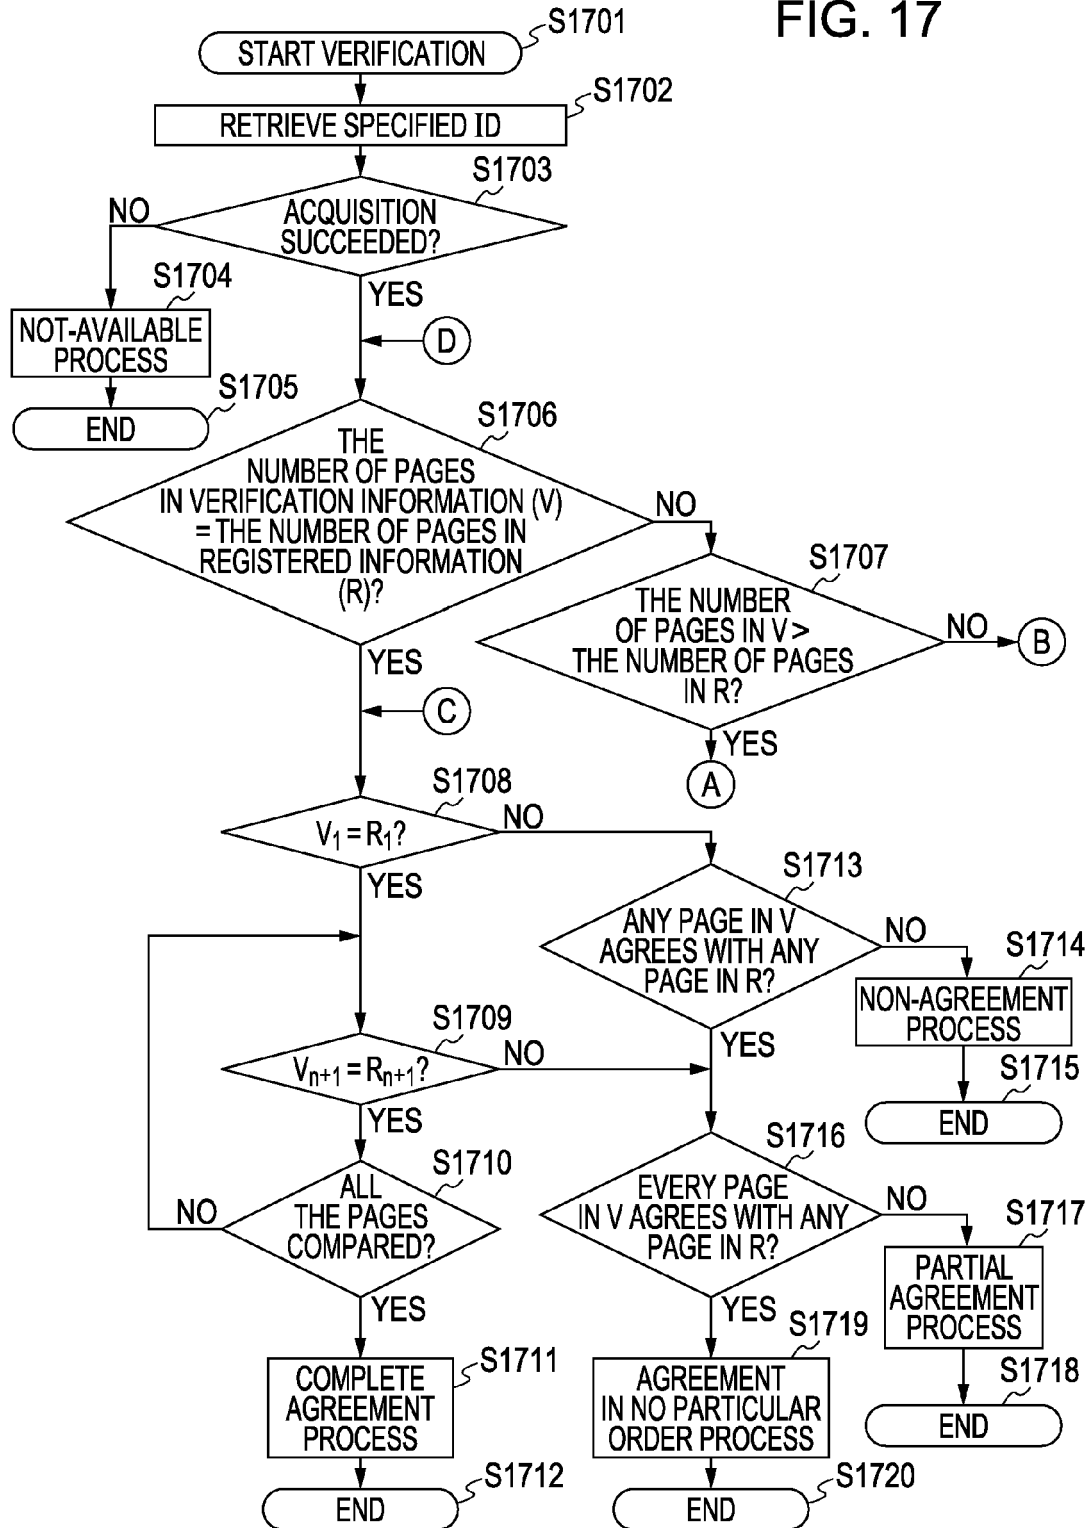 FIG. 17
S1701
START VERIFICATION
S1702
RETRIEVE SPECIFIED ID
S1703
ACQUISITION
SUCCEEDED?
NO
YES
S1704
NOT-AVAILABLE
PROCESS
S1705
END
D
S1706
THE
NUMBER OF PAGES
IN VERIFICATION INFORMATION (V)
= THE NUMBER OF PAGES IN
REGISTERED INFORMATION
(R)?
NO
YES
S1707
THE NUMBER
OF PAGES IN V >
THE NUMBER OF PAGES
IN R?
NO
B
YES
A
C
S1708
V1 = R1?
NO
YES
S1713
ANY PAGE IN V
AGREES WITH ANY
PAGE IN R?
NO
YES
S1714
NON-AGREEMENT
PROCESS
S1715
END
S1709
Vn+1 = Rn+1?
NO
YES
S1710
ALL
THE PAGES
COMPARED?
NO
YES
S1716
EVERY PAGE
IN V AGREES WITH ANY
PAGE IN R?
NO
YES
S1717
PARTIAL
AGREEMENT
PROCESS
S1718
END
S1711
COMPLETE
AGREEMENT
PROCESS
S1712
END
S1719
AGREEMENT
IN NO PARTICULAR
ORDER PROCESS
S1720
END